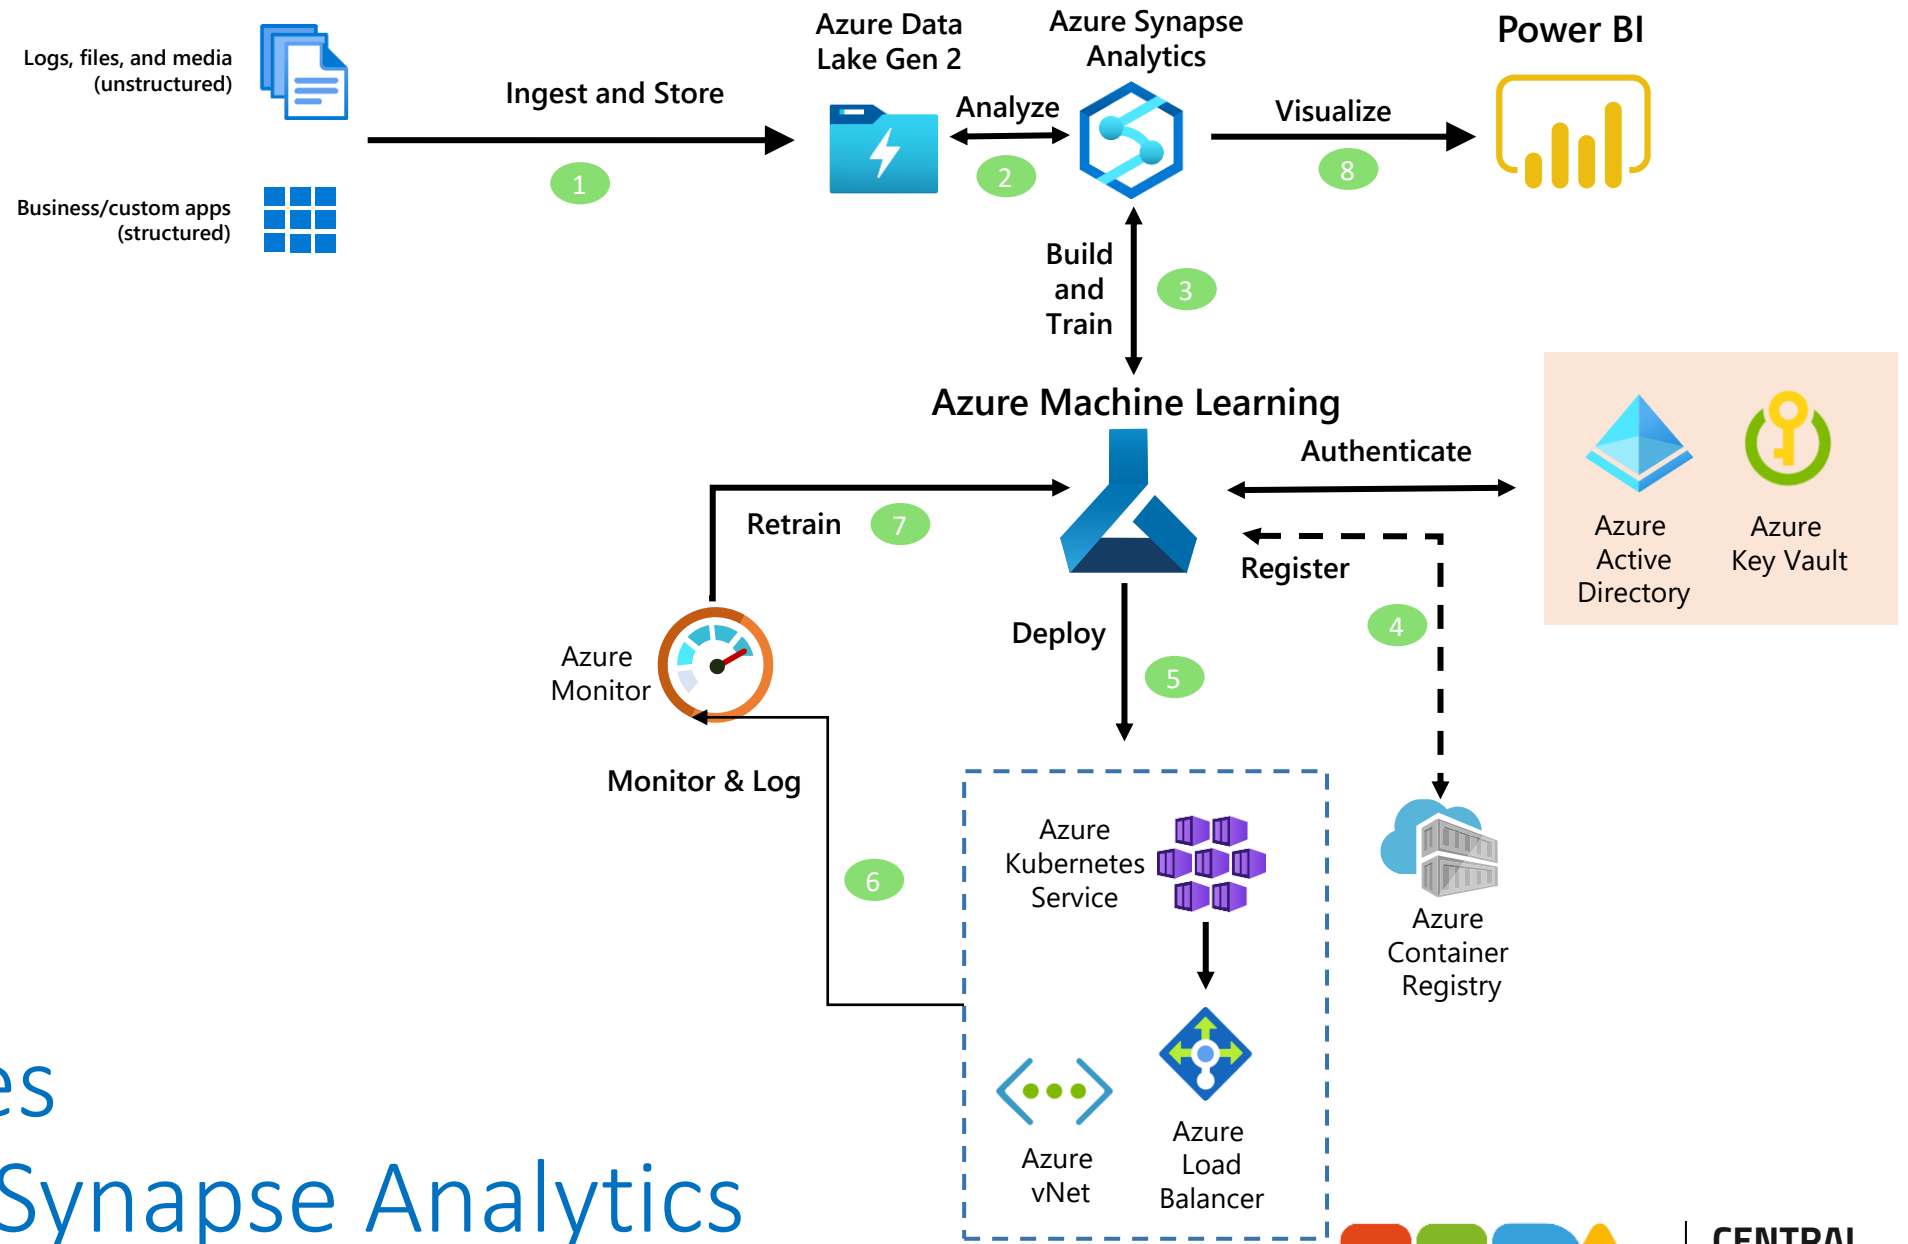 Logs, files, and media
(unstructured)
Business/custom apps
(structured)
Ingest and Store
1
Azure Data
Lake Gen 2
Analyze
2
Azure Synapse
Analytics
Visualize
8
Power BI
Build
and
Train
3
Azure Machine Learning
Authenticate
Azure
Active
Directory
Azure
Key Vault
Retrain
7
Register
4
Deploy
5
Azure
Monitor
Monitor & Log
6
Azure
Kubernetes
Service
Azure
Container
Registry
Azure
vNet
Azure
Load
Balancer
es
Synapse Analytics
CENTRAL